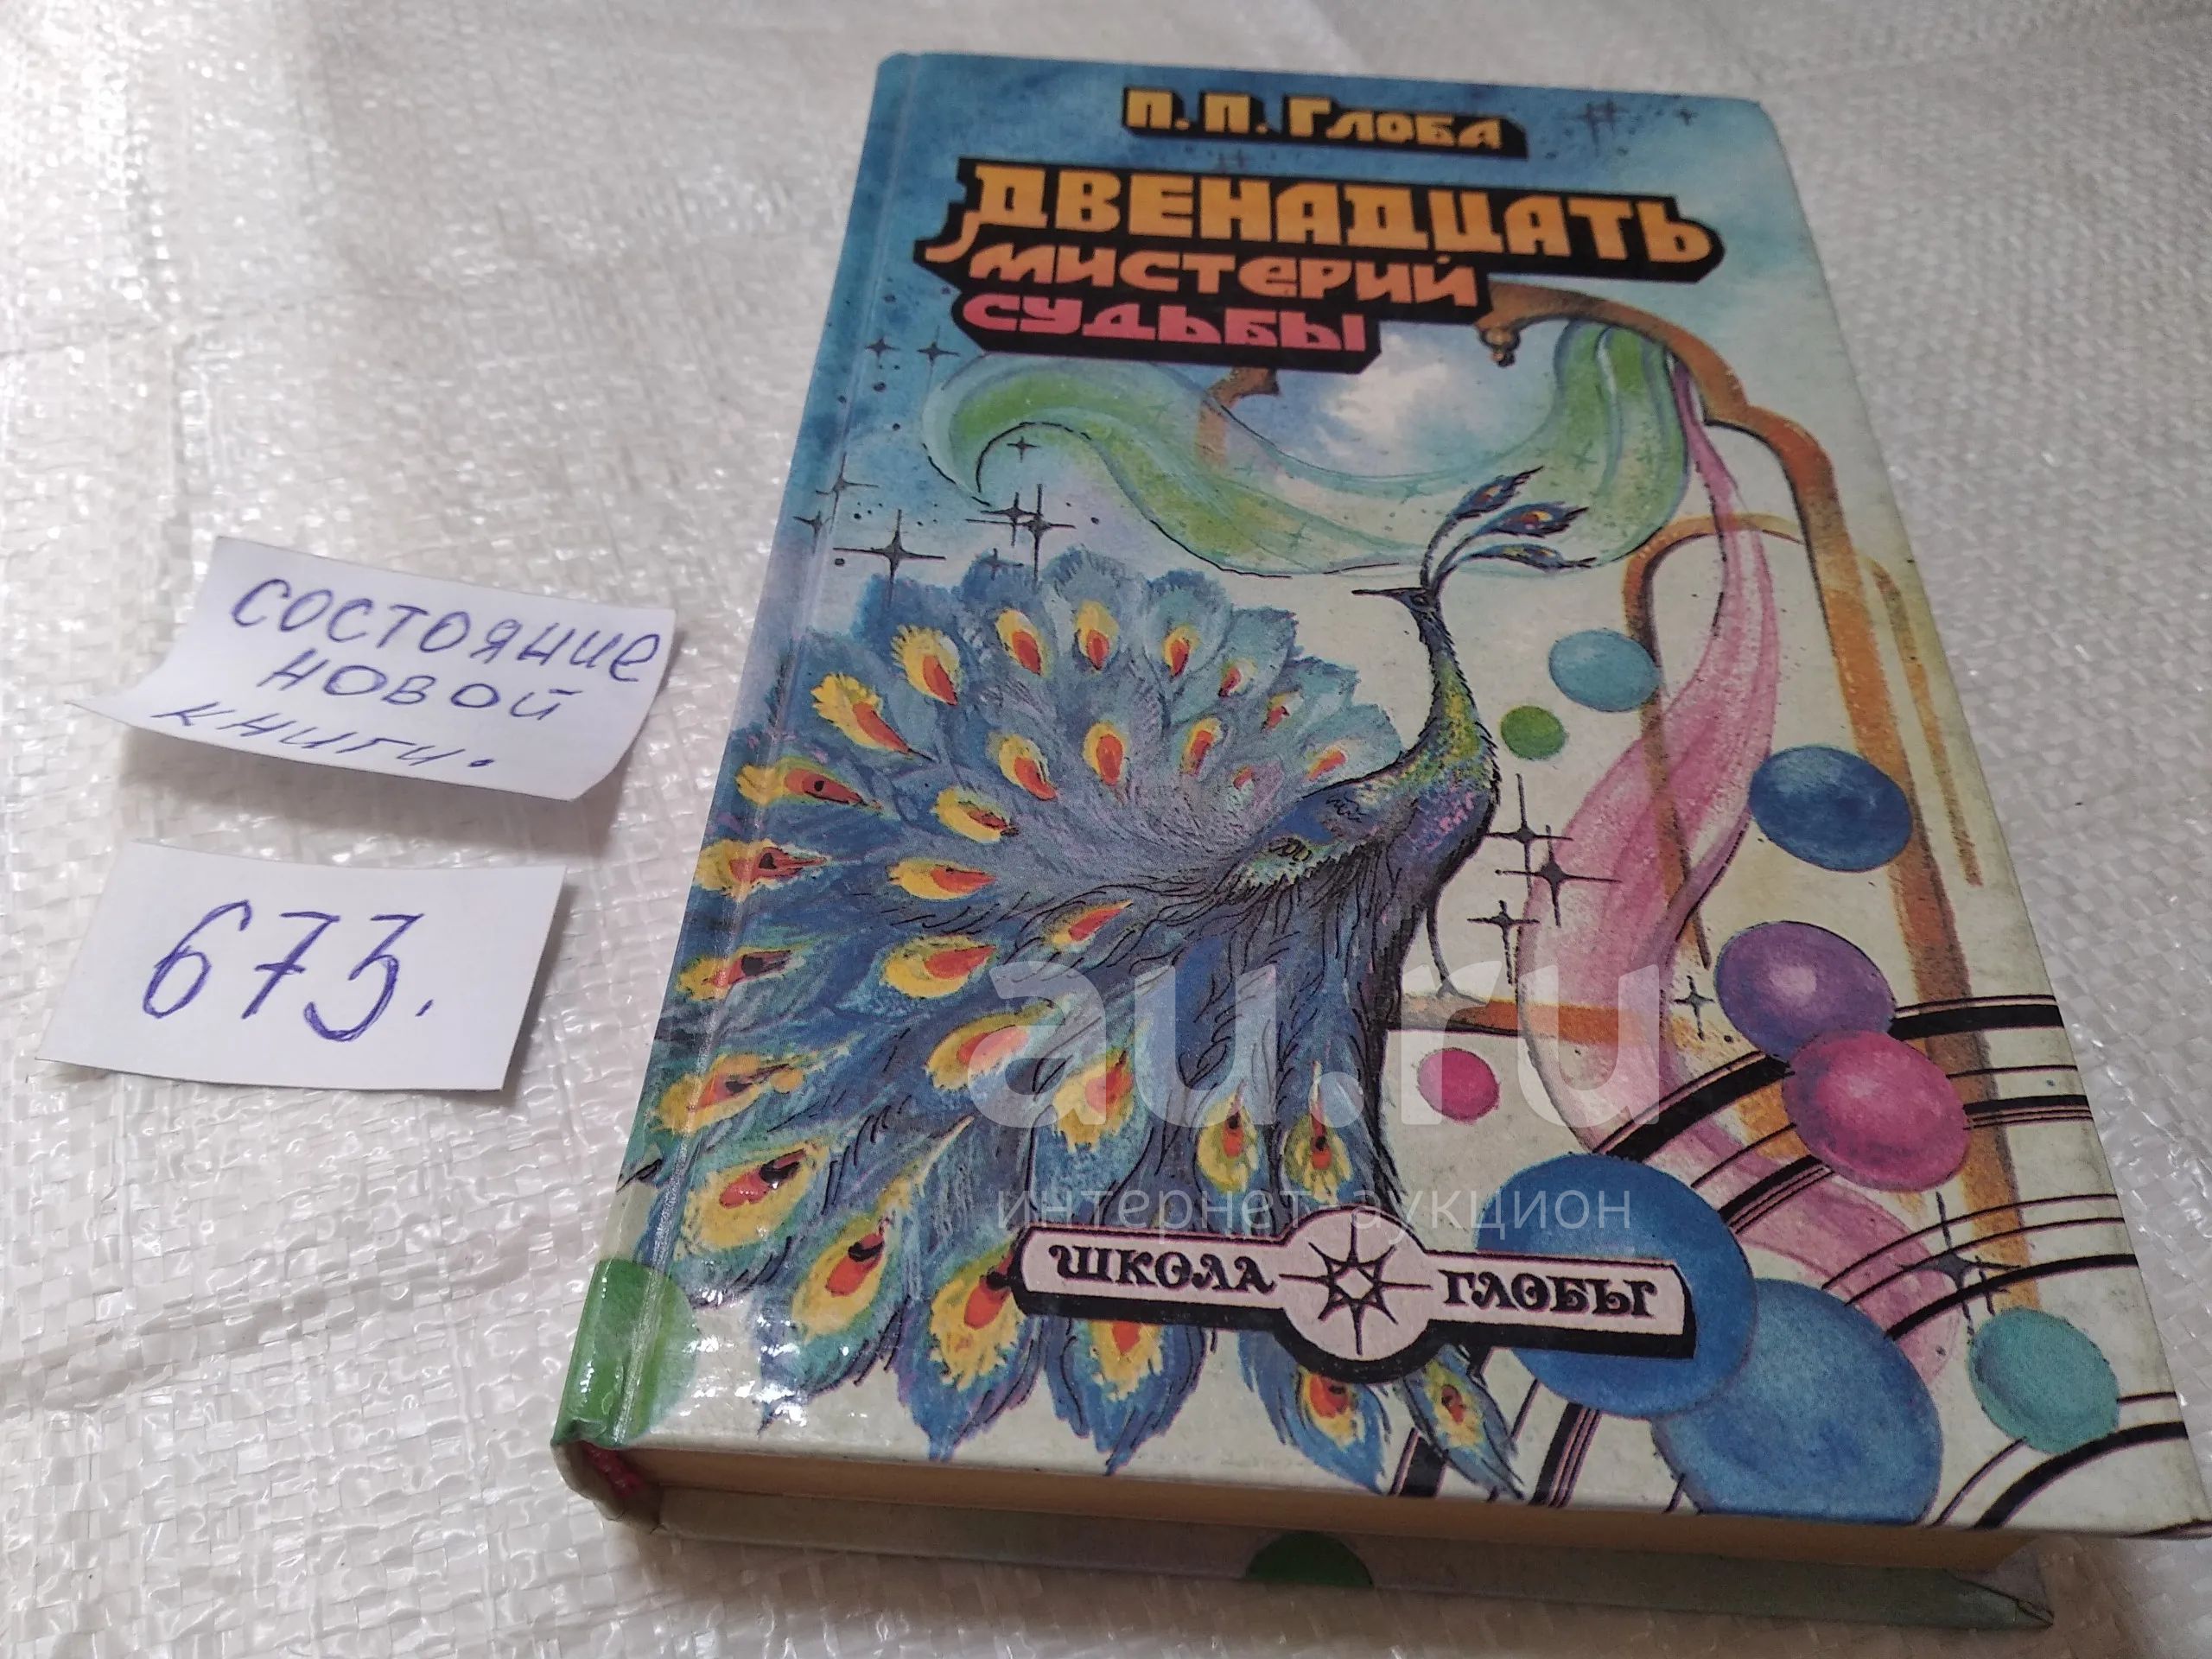 П. П. Глоба
ДВЕНАДЦАТЬ
МИСТЕРИЙ
СУДЬБЫ
СОСТОЯНИЕ
НОВОЙ
КНИГИ.
673.
au.ru
интернет-аукцион
ШКОЛА ГЛОБЫ